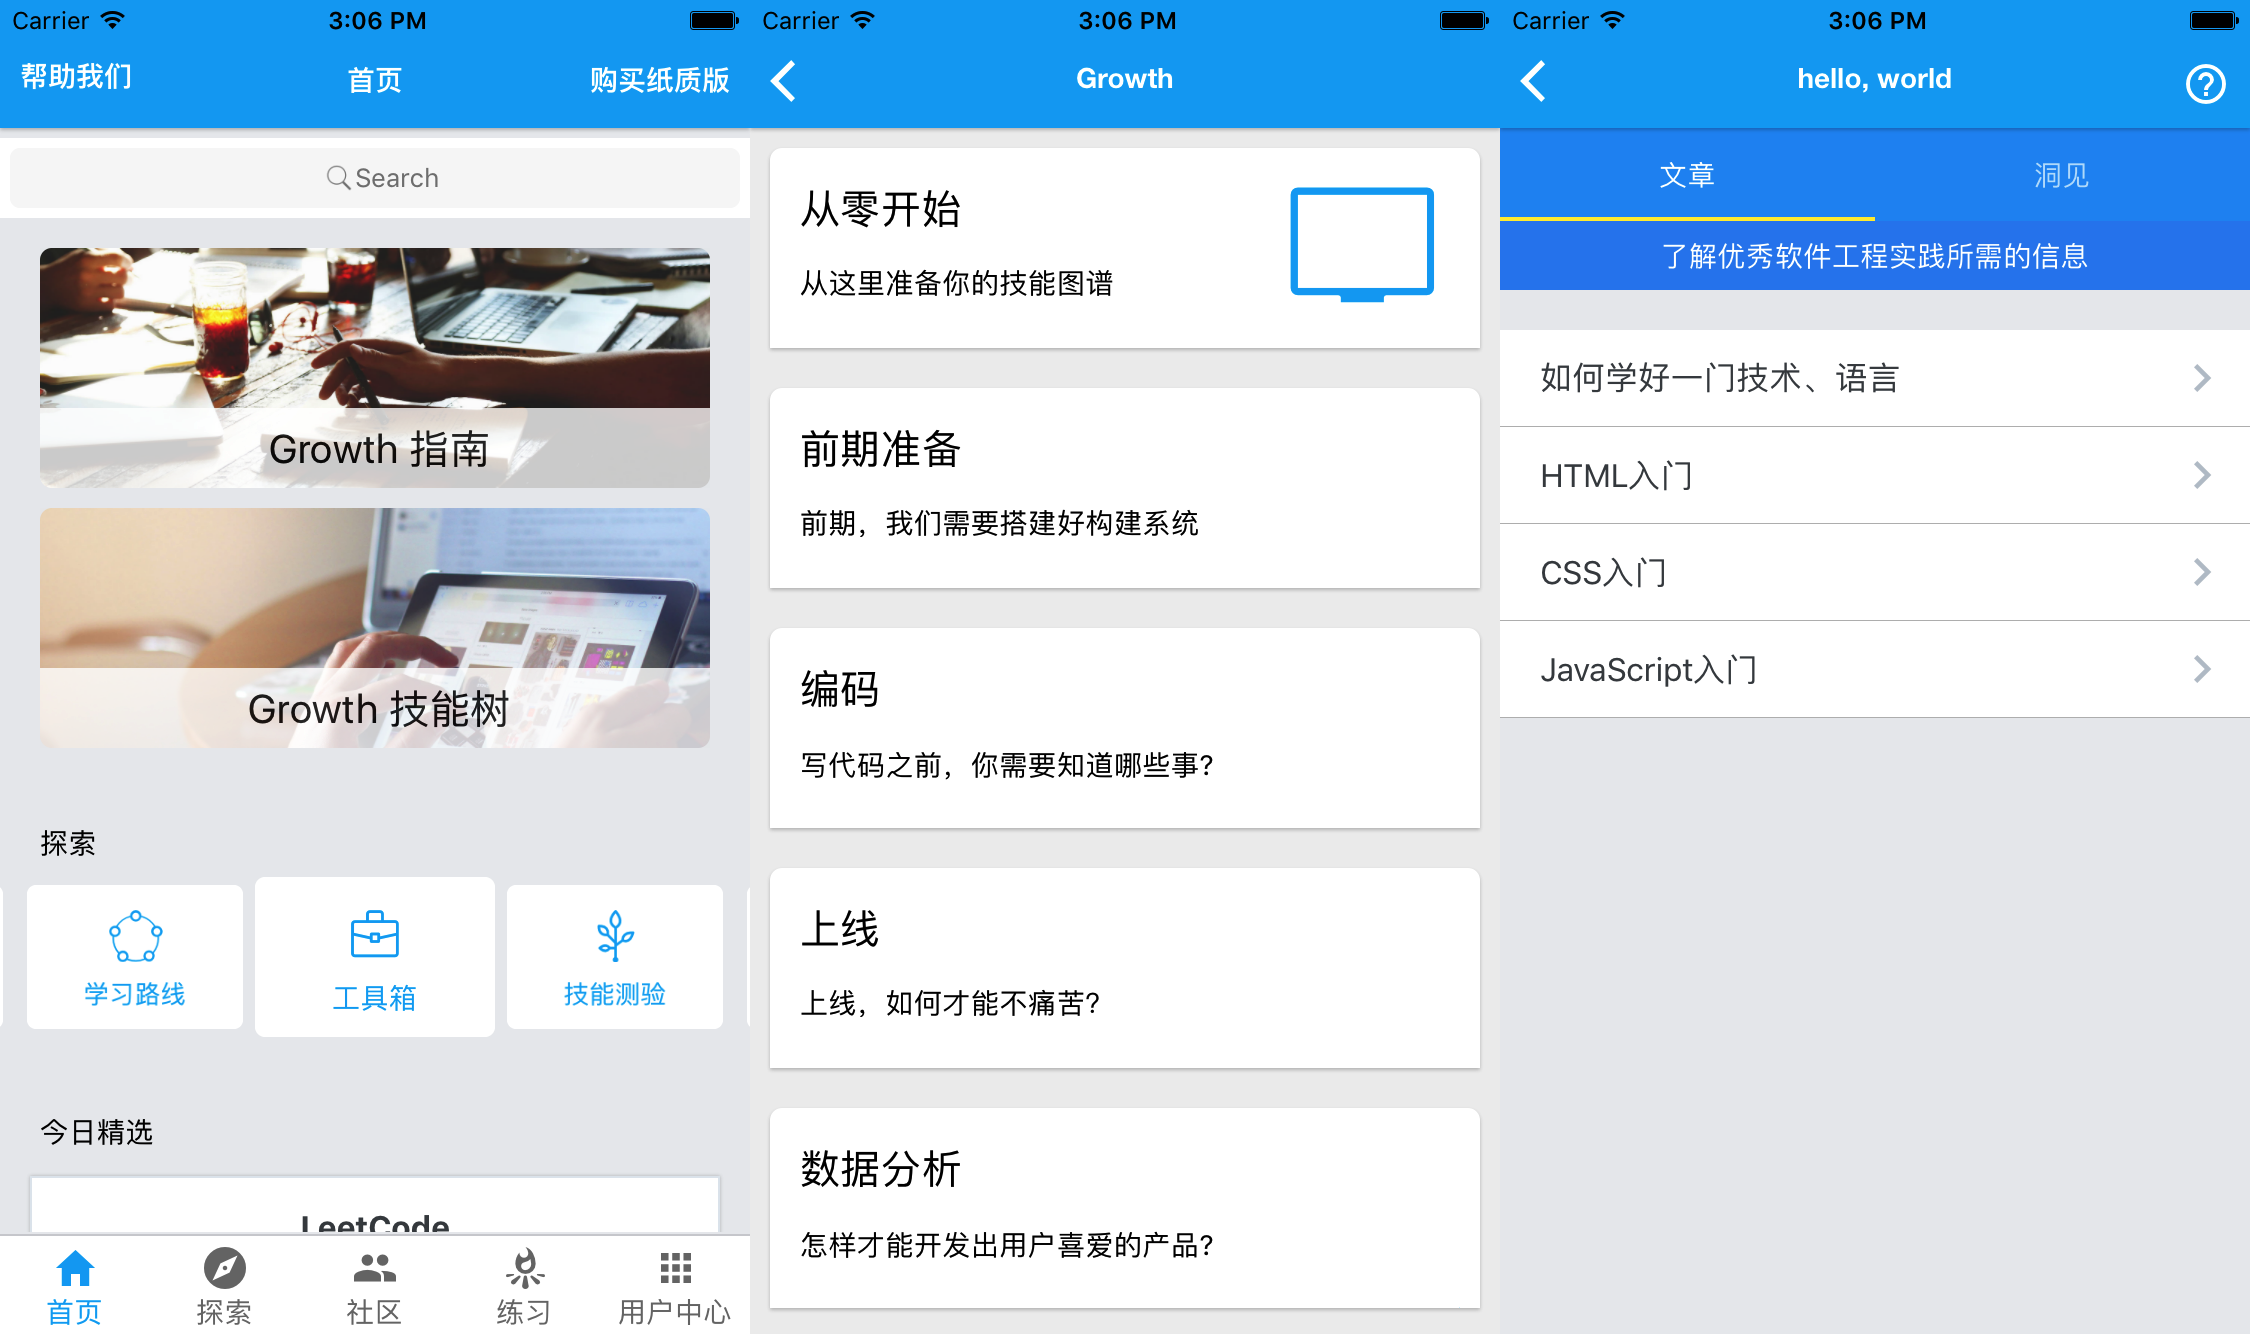 Carrier 3:06 PM
帮助我们 首页 购买纸质版
Search
Growth 指南
Growth 技能树
探索
学习路线 工具箱 技能测验
今日精选
LeetCode
首页 探索 社区 练习 用户中心
Carrier 3:06 PM
Growth
从零开始
从这里准备你的技能图谱
前期准备
前期，我们需要搭建好构建系统
编码
写代码之前，你需要知道哪些事?
上线
上线，如何才能不痛苦?
数据分析
怎样才能开发出用户喜爱的产品?
Carrier 3:06 PM
hello, world
文章 洞见
了解优秀软件工程实践所需的信息
如何学好一门技术、语言
HTML入门
CSS入门
JavaScript入门